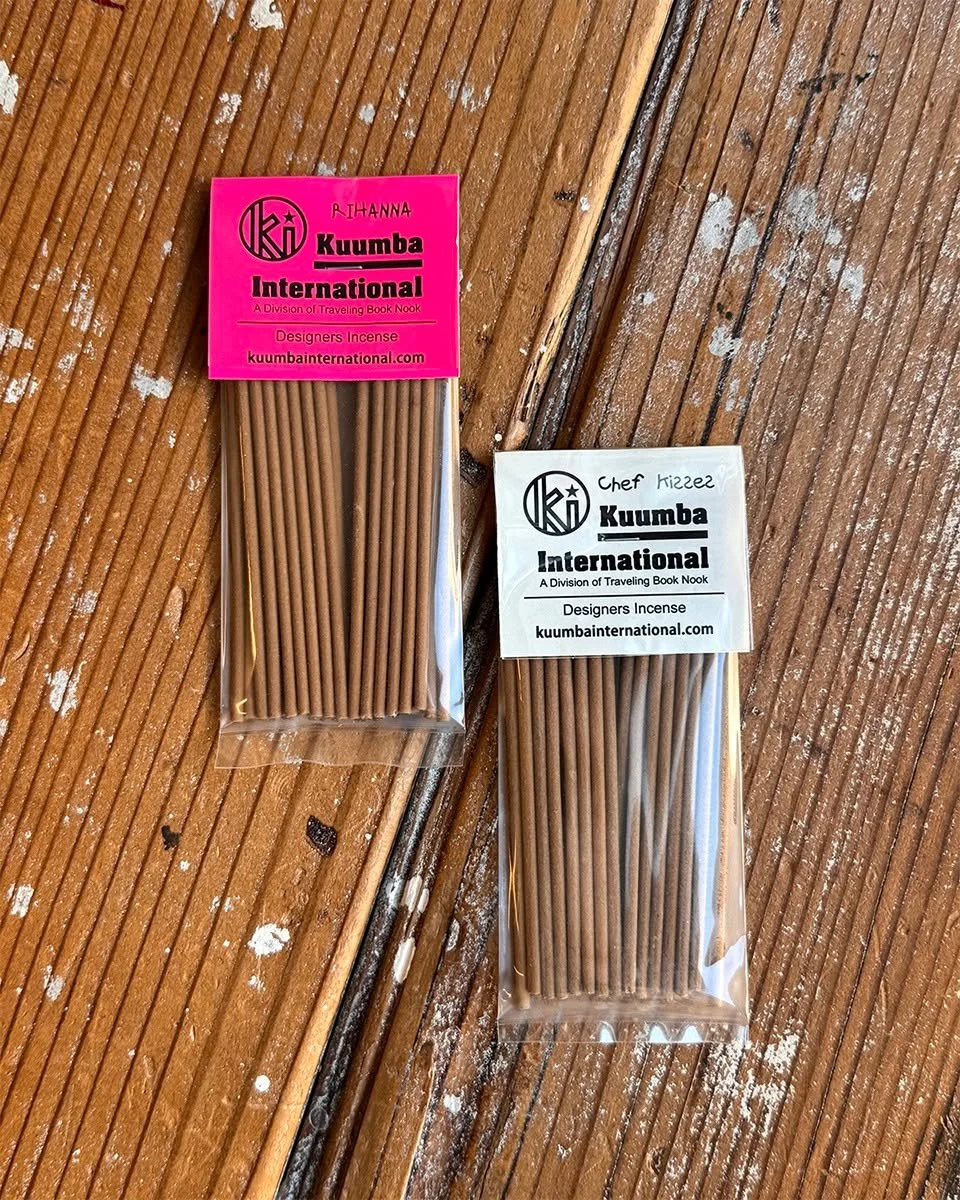 Ki RIHANNA
Kuumba
International
A Division of Traveling Book Nook
Designers Incense
kuumbainternational.com
Ki Chef Kisses
Kuumba
International
A Division of Traveling Book Nook
Designers Incense
kuumbainternational.com